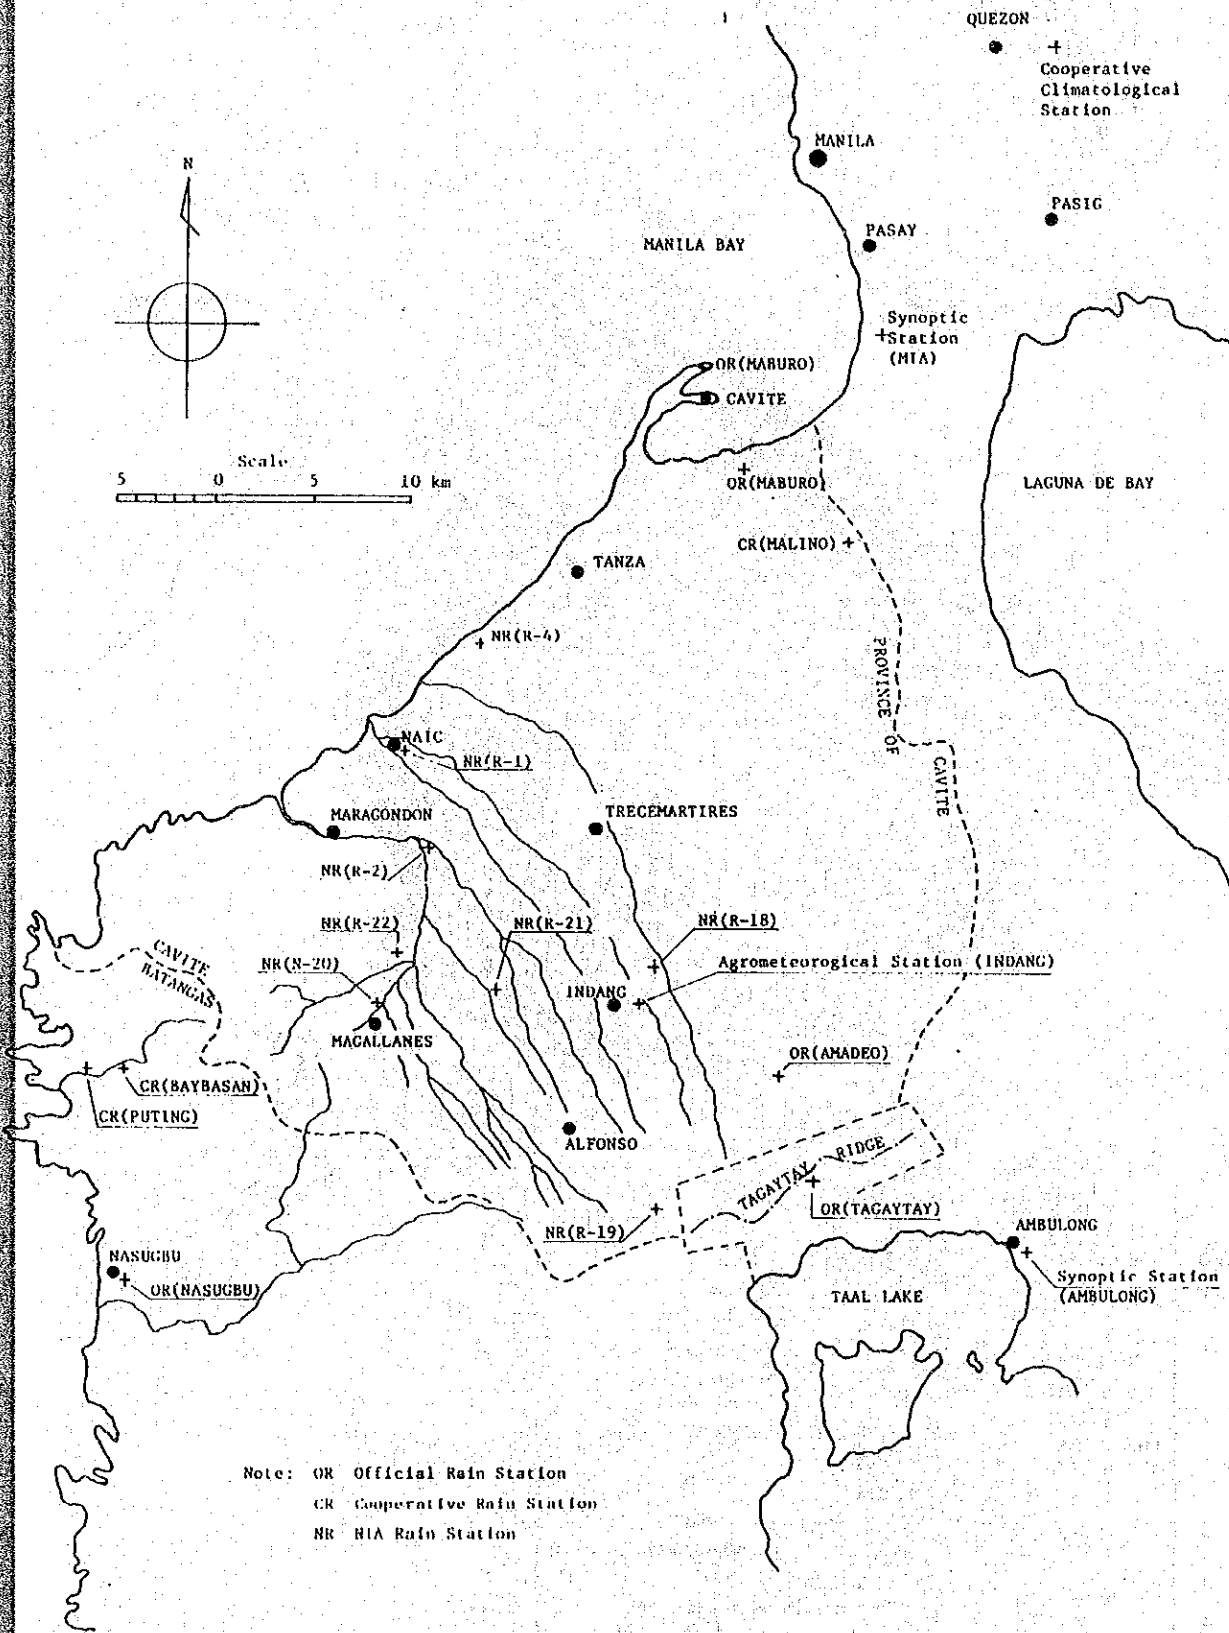 QUEZON
Cooperative
Climatological
Station
MANILA
N
PASIG
PASAY
MANILA BAY
Synoptic
Station
(MIA)
OR(MABURO)
CAVITE
Scale
5 0 5 10 km
OR(MABURO)
LAGUNA DE BAY
CR(MALINO)
TANZA
NR(R-4)
PROVINCE OF
CAVITE
NAIC
NR(R-1)
MARAGONDON
TRECEMARTIRES
NR(R-2)
NR(R-22)
NR(R-21)
NR(R-18)
CAVITE
BATANGAS
NR(N-20)
Agrometeorogical Station (INDANG)
INDANG
MAGALLANES
OR(AMADEO)
CR(BAYBASAN)
CR(PUTING)
ALFONSO
TAGAYTAY RIDGE
OR(TAGAYTAY)
NR(R-19)
AMBULONG
NASUGBU
OR(NASUGBU)
Synoptic Station
(AMBULONG)
TAAL LAKE
Note: OR Official Rain Station
CR Cooperative Rain Station
NR NIA Rain Station